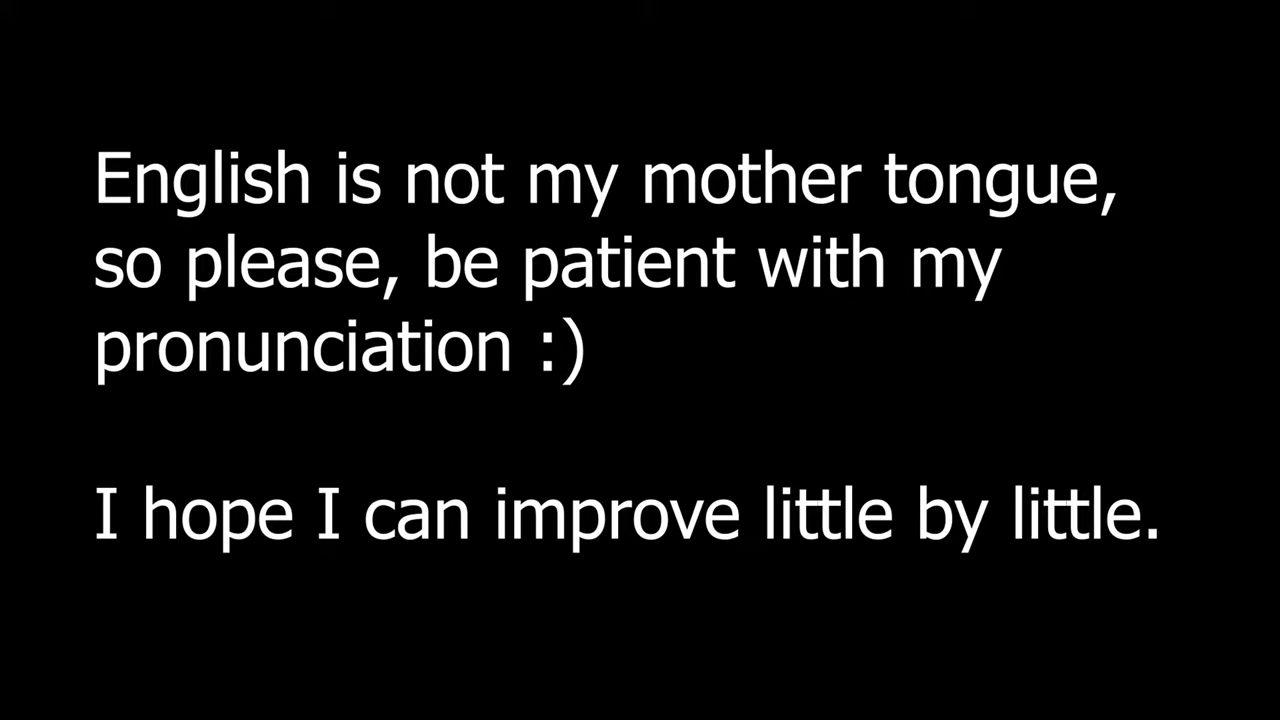 English is not my mother tongue,
so please, be patient with my
pronunciation :)
I hope I can improve little by little.